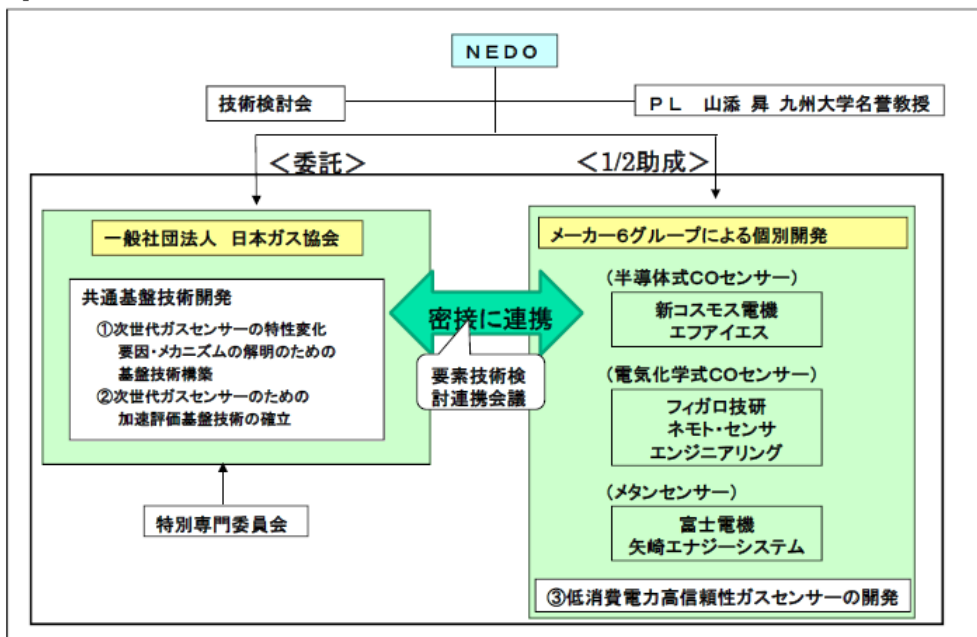 NEDO
技術検討会
PL 山添 曻 九州大学名誉教授
＜委託＞
＜1/2助成＞
一般社団法人 日本ガス協会
共通基盤技術開発
①次世代ガスセンサーの特性変化
要因・メカニズムの解明のための
基盤技術構築
②次世代ガスセンサーのための
加速評価基盤技術の確立
特別専門委員会
密接に連携
要素技術検
討連携会議
メーカー６グループによる個別開発
（半導体式COセンサー）
新コスモス電機
エフアイエス
（電気化学式COセンサー）
フィガロ技研
ネモト・センサ
エンジニアリング
（メタンセンサー）
富士電機
矢崎エナジーシステム
③低消費電力高信頼性ガスセンサーの開発